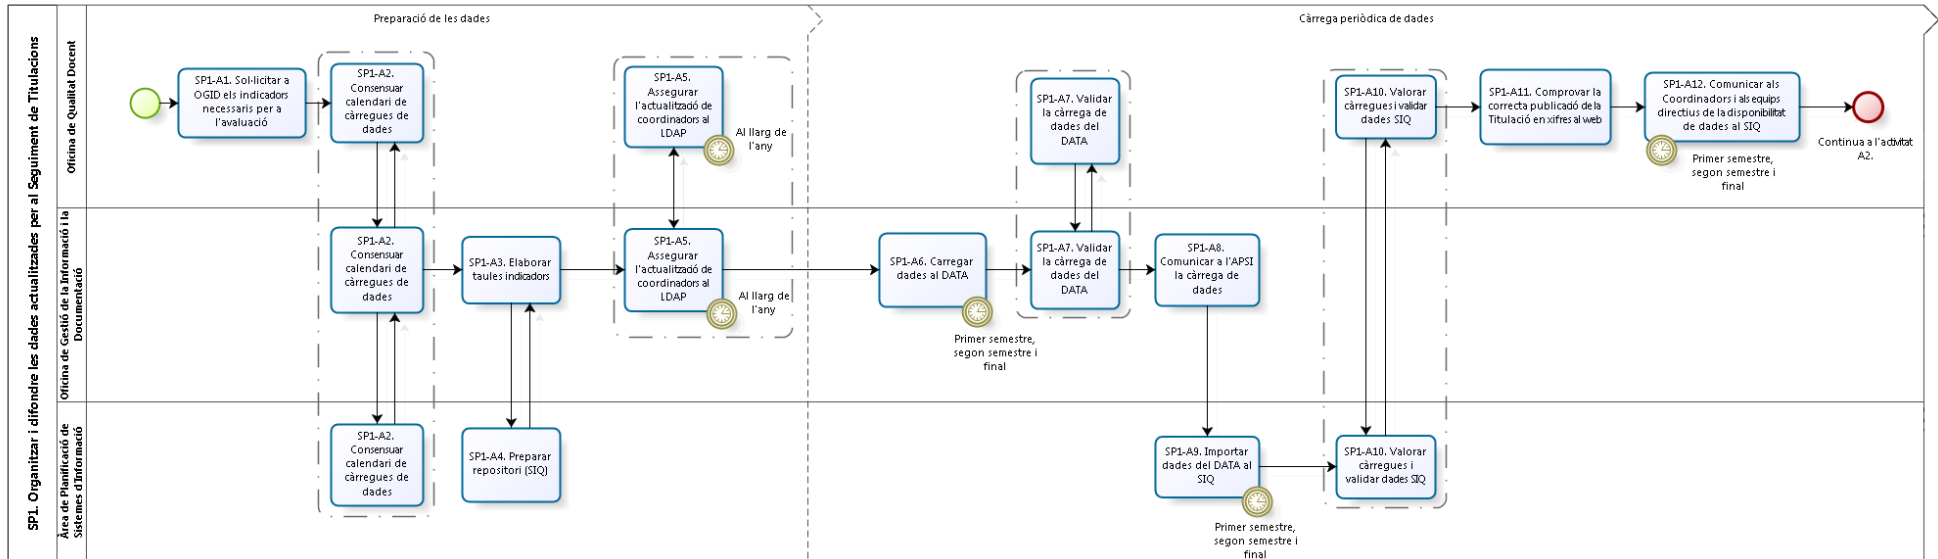 SP1. Organitzar i difondre les dades actualitzades per al Seguiment de Titulacions
Preparació de les dades
Càrrega periòdica de dades
Oficina de Qualitat Docent
SP1-A1. Sol·licitar a
OGID els indicadors
necessaris per a
l'avaluació
SP1-A2.
Consensuar
calendari de
càrregues de
dades
SP1-A5.
Assegurar
l'actualització de
coordinadors al
LDAP
Al llarg de
l'any
SP1-A7. Validar
la càrrega de
dades del
DATA
SP1-A10. Valorar
càrregues i validar
dades SIQ
SP1-A11. Comprovar la
correcta publicació de la
Titulació en xifres al web
SP1-A12. Comunicar als
Coordinadors i als equips
directius de la disponibilitat
de dades al SIQ
Primer semestre,
segon semestre i
final
Continua a l'activitat
A2.
Oficina de Gestió de la Informació i la
Documentació
SP1-A2.
Consensuar
calendari de
càrregues de
dades
SP1-A3. Elaborar
taules indicadors
SP1-A5.
Assegurar
l'actualització de
coordinadors al
LDAP
Al llarg de
l'any
SP1-A6. Carregar
dades al DATA
Primer semestre,
segon semestre i
final
SP1-A7. Validar
la càrrega de
dades del
DATA
SP1-A8.
Comunicar a l'APSI
la càrrega de
dades
Àrea de Planificació de
Sistemes d'Informació
SP1-A2.
Consensuar
calendari de
càrregues de
dades
SP1-A4. Preparar
repositori (SIQ)
SP1-A9. Importar
dades del DATA al
SIQ
Primer semestre,
segon semestre i
final
SP1-A10. Valorar
càrregues i
validar dades SIQ